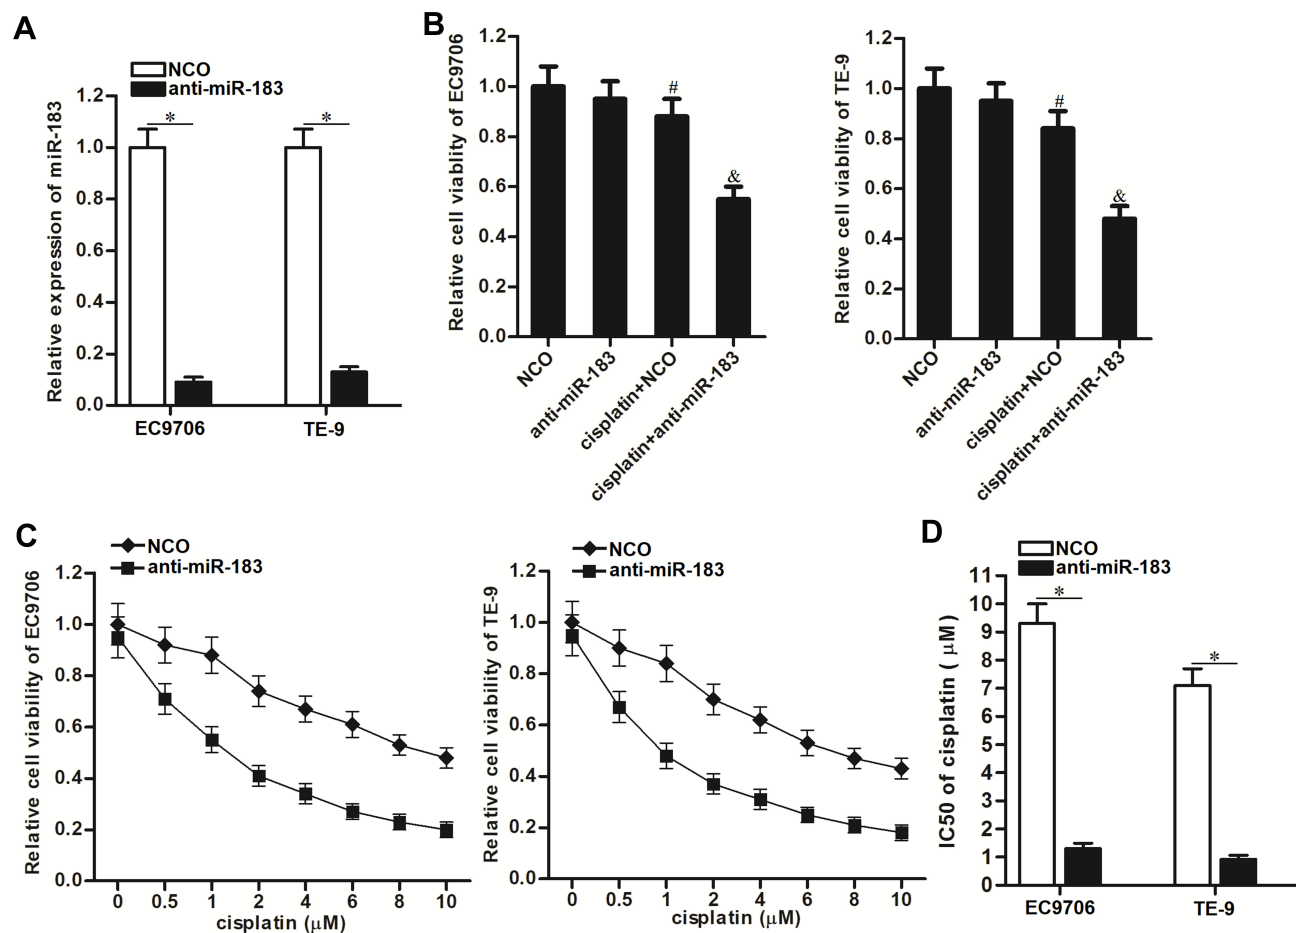 A
NCO
anti-miR-183
Relative expression of miR-183
1.2
1.0
0.8
0.6
0.4
0.2
0.0
*
*
EC9706
TE-9
B
Relative cell viablity of EC9706
1.2
1.0
0.8
0.6
0.4
0.2
0.0
#
&
NCO
anti-miR-183
cisplatin+NCO
cisplatin+anti-miR-183
Relative cell viablity of TE-9
1.2
1.0
0.8
0.6
0.4
0.2
0.0
#
&
NCO
anti-miR-183
cisplatin+NCO
cisplatin+anti-miR-183
C
NCO
anti-miR-183
Relative cell viability of EC9706
1.2
1.0
0.8
0.6
0.4
0.2
0.0
0 0.5 1 2 4 6 8 10
cisplatin (μM)
NCO
anti-miR-183
Relative cell viability of TE-9
1.2
1.0
0.8
0.6
0.4
0.2
0.0
0 0.5 1 2 4 6 8 10
cisplatin (μM)
D
NCO
anti-miR-183
IC50 of cisplatin ( μM)
11
10
9
8
7
6
5
4
3
2
1
0
*
*
EC9706
TE-9